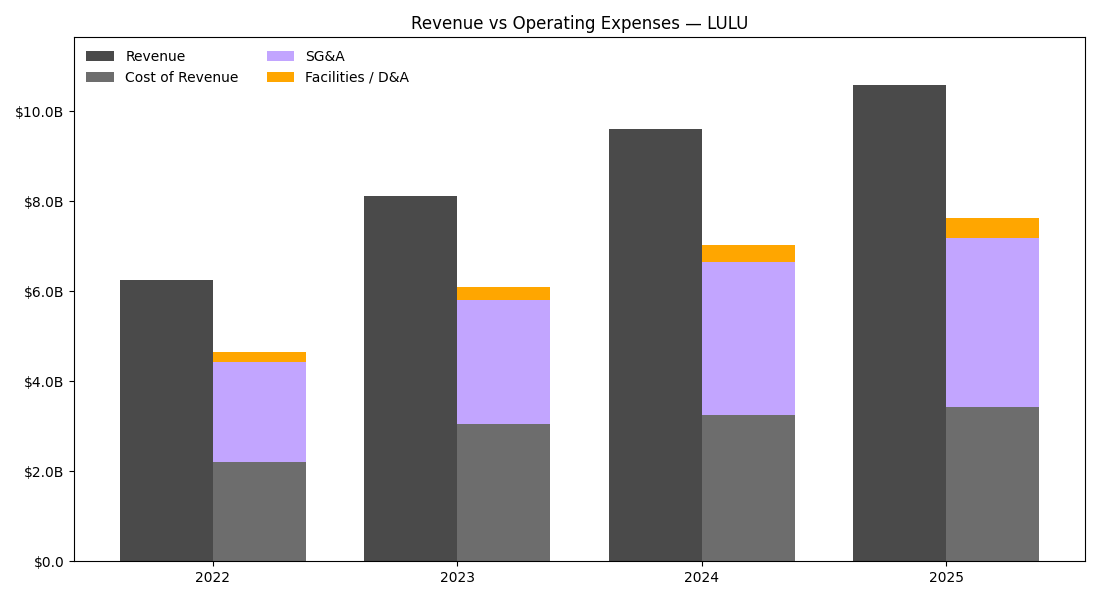 Revenue vs Operating Expenses — LULU
Revenue
Cost of Revenue
SG&A
Facilities / D&A
$10.0B
$8.0B
$6.0B
$4.0B
$2.0B
$0.0
2022
2023
2024
2025